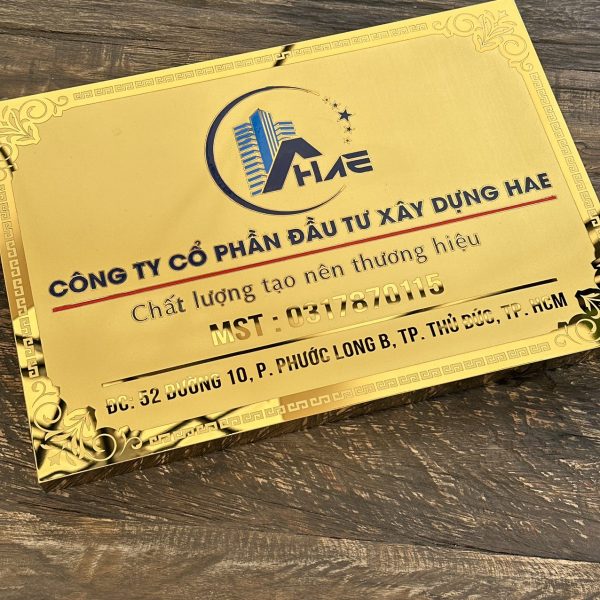 HAE
CÔNG TY CỔ PHẦN ĐẦU TƯ XÂY DỰNG HAE
Chất lượng tạo nên thương hiệu
MST : 0317870115
ĐC: 52 ĐƯỜNG 10, P. PHƯỚC LONG B, TP. THỦ ĐỨC, TP. HCM